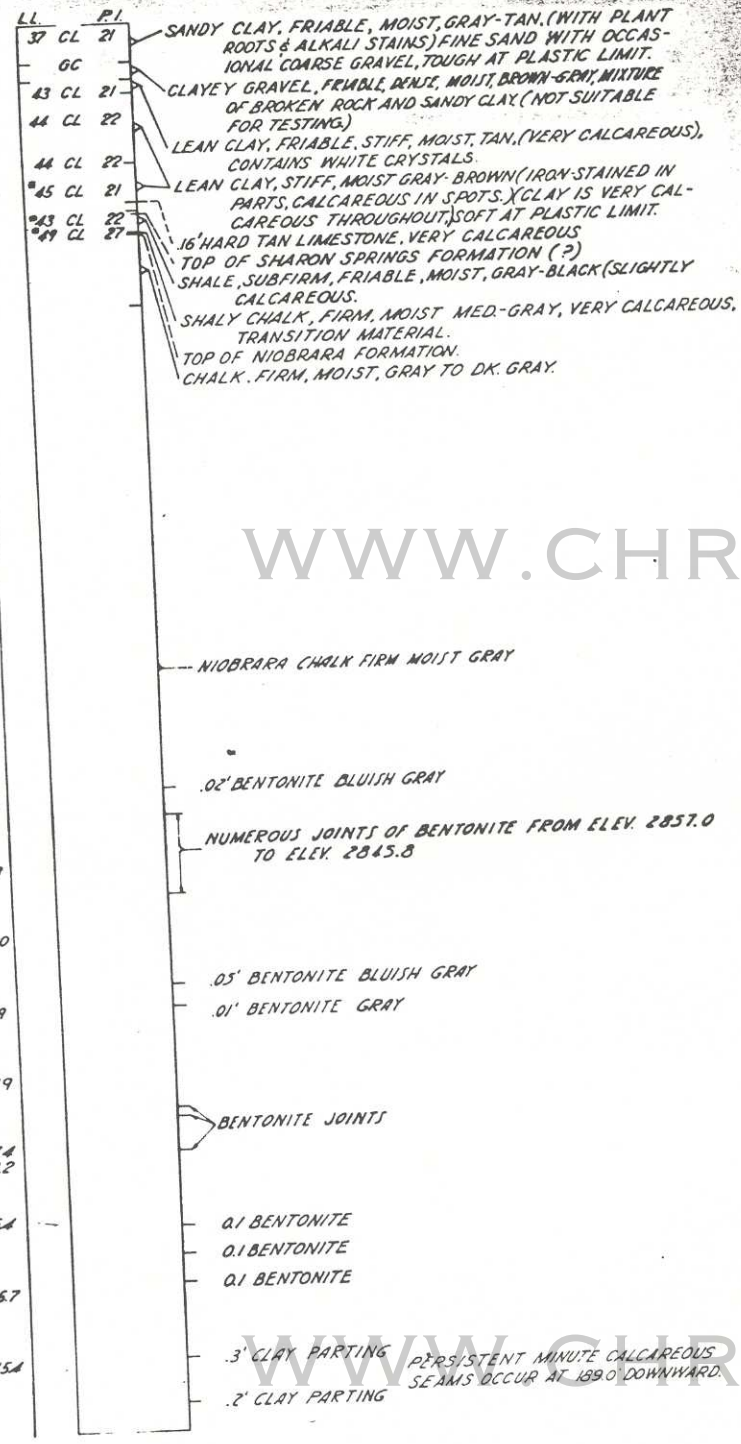 LL. P.I.
37 CL 21
GC
43 CL 21
44 CL 22
44 CL 22
*45 CL 21
*43 CL 22
*49 CL 27
SANDY CLAY, FRIABLE, MOIST, GRAY-TAN, (WITH PLANT
ROOTS & ALKALI STAINS) FINE SAND WITH OCCAS-
IONAL COARSE GRAVEL, TOUGH AT PLASTIC LIMIT.
CLAYEY GRAVEL, FRIABLE, DENSE, MOIST, BROWN-GRAY, MIXTURE
OF BROKEN ROCK AND SANDY CLAY. (NOT SUITABLE
FOR TESTING.)
LEAN CLAY, FRIABLE, STIFF, MOIST, TAN, (VERY CALCAREOUS),
CONTAINS WHITE CRYSTALS.
LEAN CLAY, STIFF, MOIST GRAY-BROWN (IRON-STAINED IN
PARTS, CALCAREOUS IN SPOTS.) (CLAY IS VERY CAL-
CAREOUS THROUGHOUT,) SOFT AT PLASTIC LIMIT.
.16' HARD TAN LIMESTONE, VERY CALCAREOUS
TOP OF SHARON SPRINGS FORMATION (?)
SHALE, SUBFIRM, FRIABLE, MOIST, GRAY-BLACK (SLIGHTLY
CALCAREOUS.
SHALY CHALK, FIRM, MOIST MED.-GRAY, VERY CALCAREOUS,
TRANSITION MATERIAL.
TOP OF NIOBRARA FORMATION.
CHALK. FIRM, MOIST, GRAY TO DK. GRAY.
WWW.CHR
NIOBRARA CHALK FIRM MOIST GRAY
.02' BENTONITE BLUISH GRAY
NUMEROUS JOINTS OF BENTONITE FROM ELEV. 2857.0
TO ELEV. 2845.8
.05' BENTONITE BLUISH GRAY
.01' BENTONITE GRAY
BENTONITE JOINTS
0.1 BENTONITE
0.1 BENTONITE
0.1 BENTONITE
WWW.CHR
.3' CLAY PARTING
PERSISTENT MINUTE CALCAREOUS
SEAMS OCCUR AT 189.0' DOWNWARD.
.2' CLAY PARTING